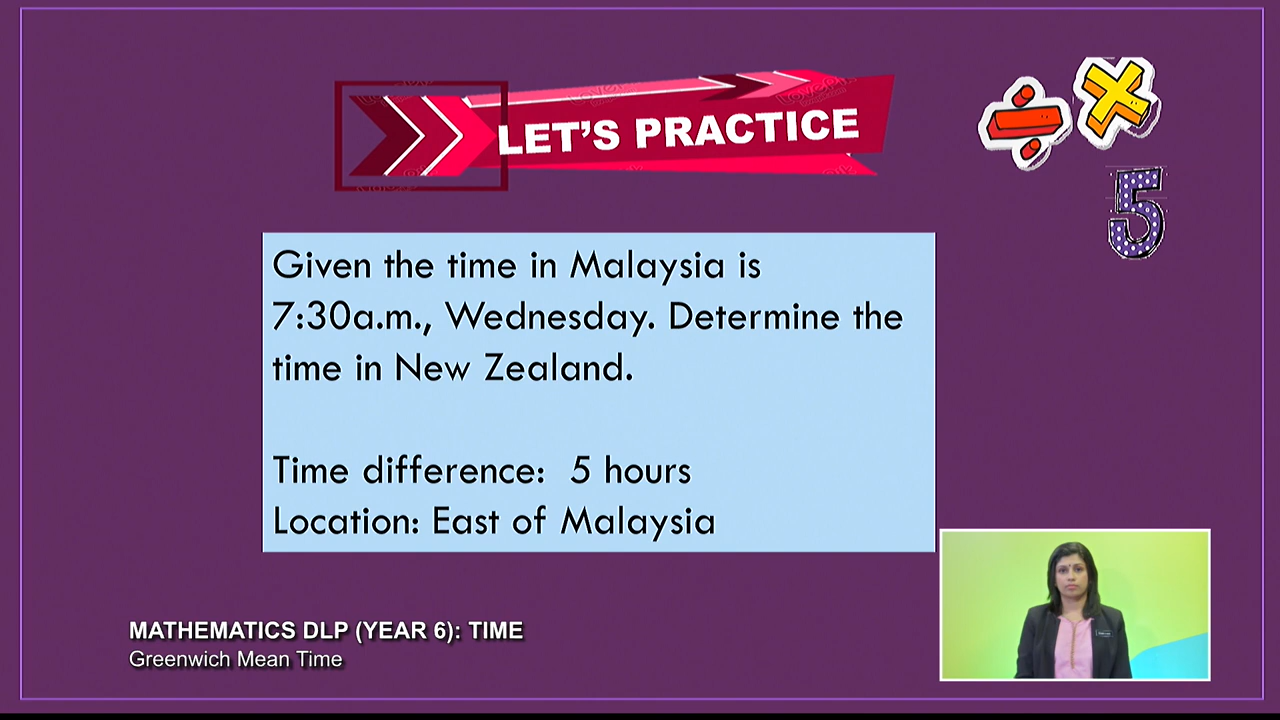 LET'S PRACTICE
5
Given the time in Malaysia is
7:30a.m., Wednesday. Determine the
time in New Zealand.
Time difference:  5 hours
Location: East of Malaysia
MATHEMATICS DLP (YEAR 6): TIME
Greenwich Mean Time